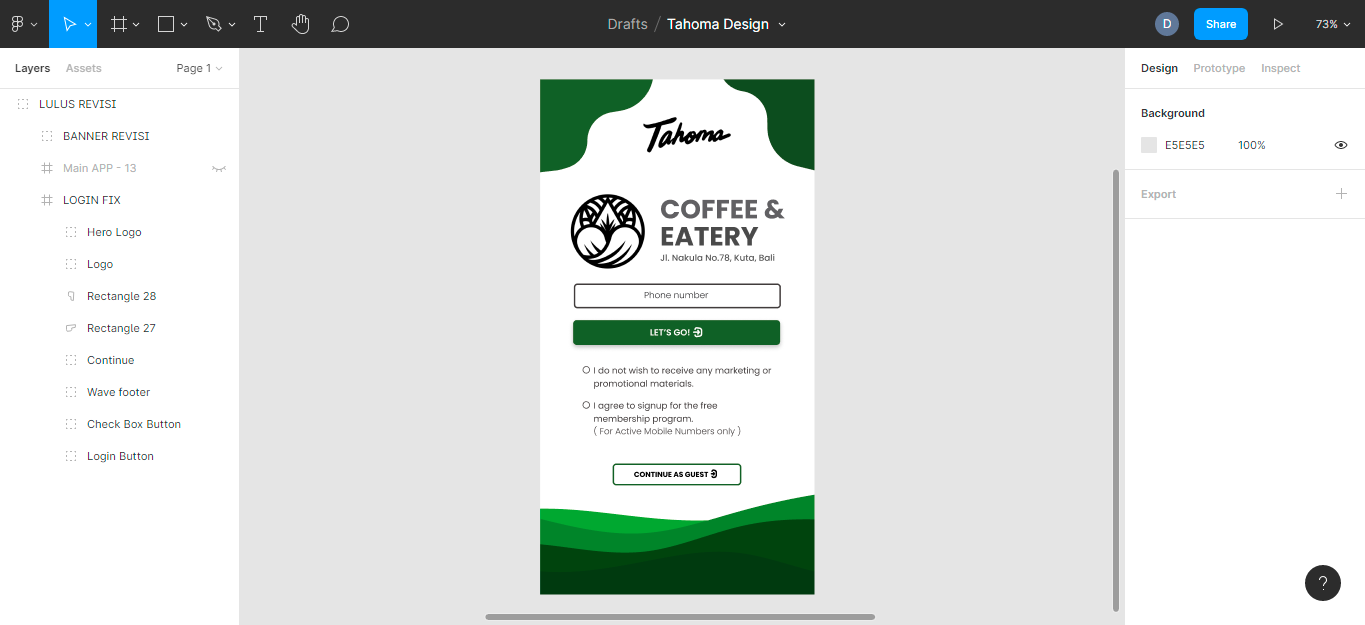 Drafts / Tahoma Design
D
Share
73%
Layers
Assets
Page 1
LULUS REVISI
BANNER REVISI
Main APP - 13
LOGIN FIX
Hero Logo
Logo
Rectangle 28
Rectangle 27
Continue
Wave footer
Check Box Button
Login Button
Tahoma
COFFEE &
EATERY
Jl. Nakula No.78, Kuta, Bali
Phone number
LET'S GO!
I do not wish to receive any marketing or
promotional materials.
I agree to signup for the free
membership program.
( For Active Mobile Numbers only )
CONTINUE AS GUEST
Design
Prototype
Inspect
Background
E5E5E5
100%
Export
?